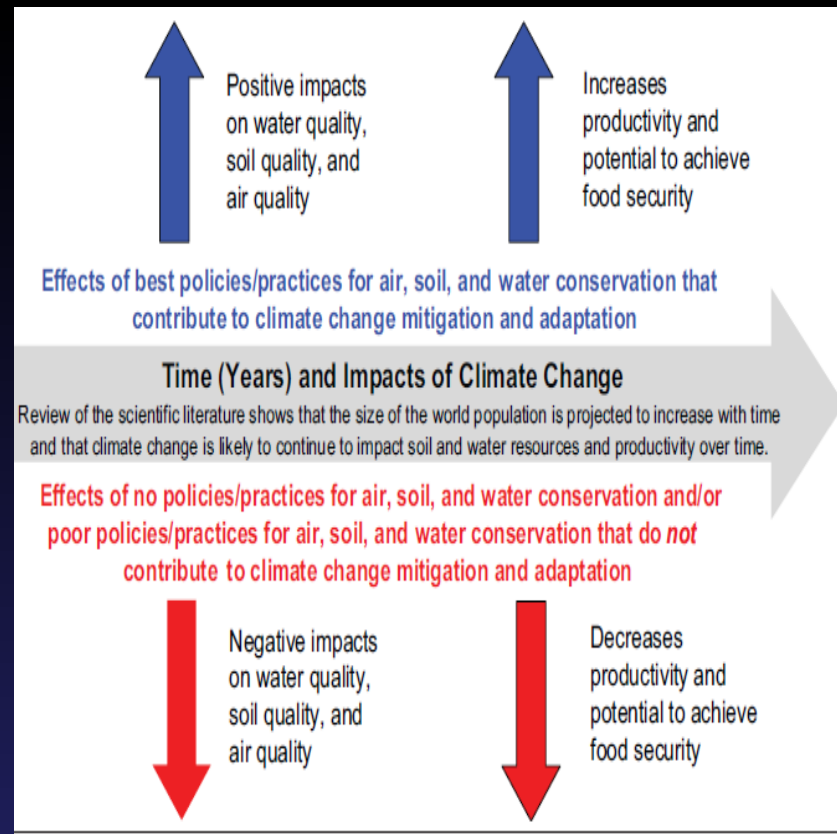 Positive impacts
on water quality,
soil quality, and
air quality
Increases
productivity and
potential to achieve
food security
Effects of best policies/practices for air, soil, and water conservation that
contribute to climate change mitigation and adaptation
Time (Years) and Impacts of Climate Change
Review of the scientific literature shows that the size of the world population is projected to increase with time
and that climate change is likely to continue to impact soil and water resources and productivity over time.
Effects of no policies/practices for air, soil, and water conservation and/or
poor policies/practices for air, soil, and water conservation that do not
contribute to climate change mitigation and adaptation
Negative impacts
on water quality,
soil quality, and
air quality
Decreases
productivity and
potential to achieve
food security